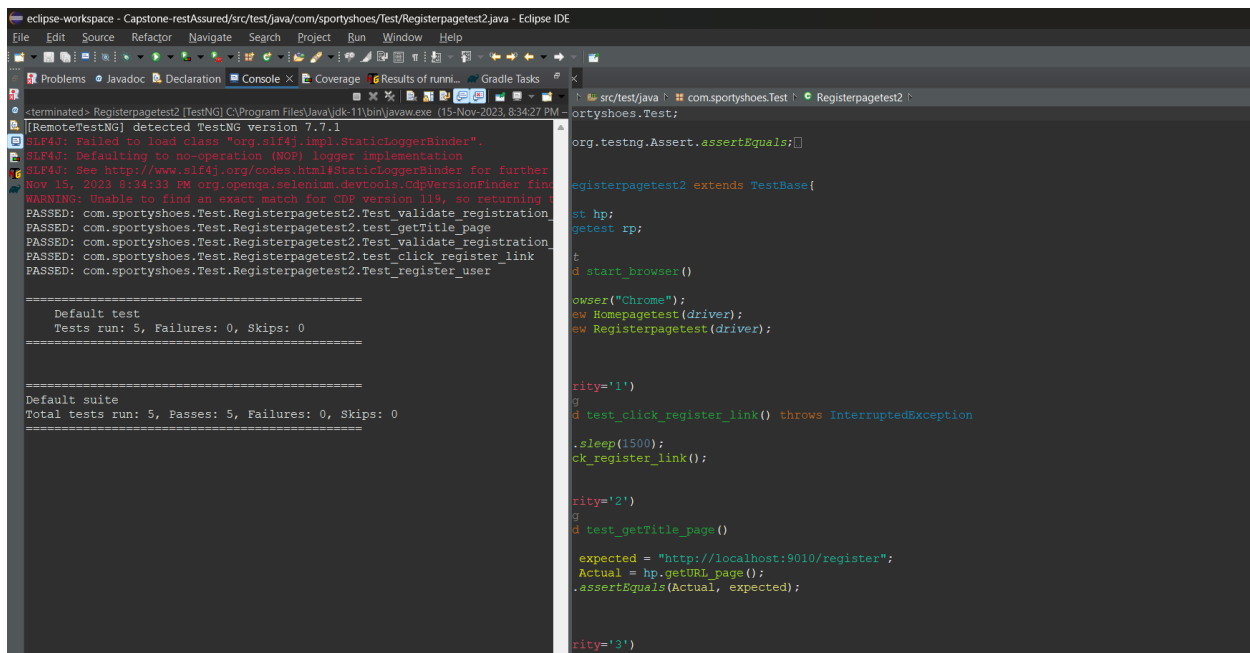 eclipse-workspace - Capstone-restAssured/src/test/java/com/sportyshoes/Test/Registerpagetest2.java - Eclipse IDE
File Edit Source Refactor Navigate Search Project Run Window Help
Problems Javadoc Declaration Console Coverage Results of runni... Gradle Tasks
src/test/java com.sportyshoes.Test Registerpagetest2
<terminated> Registerpagetest2 [TestNG] C:\Program Files\Java\jdk-11\bin\javaw.exe (15-Nov-2023, 8:34:27 PM –
[RemoteTestNG] detected TestNG version 7.7.1
SLF4J: Failed to load class "org.slf4j.impl.StaticLoggerBinder".
SLF4J: Defaulting to no-operation (NOP) logger implementation
SLF4J: See http://www.slf4j.org/codes.html#StaticLoggerBinder for further
Nov 15, 2023 8:34:33 PM org.openqa.selenium.devtools.CdpVersionFinder find
WARNING: Unable to find an exact match for CDP version 119, so returning t
PASSED: com.sportyshoes.Test.Registerpagetest2.Test_validate_registration_
PASSED: com.sportyshoes.Test.Registerpagetest2.test_getTitle_page
PASSED: com.sportyshoes.Test.Registerpagetest2.Test_validate_registration_
PASSED: com.sportyshoes.Test.Registerpagetest2.test_click_register_link
PASSED: com.sportyshoes.Test.Registerpagetest2.Test_register_user
===============================================
Default test
Tests run: 5, Failures: 0, Skips: 0
===============================================
===============================================
Default suite
Total tests run: 5, Passes: 5, Failures: 0, Skips: 0
===============================================
ortyshoes.Test;
org.testng.Assert.assertEquals;
egisterpagetest2 extends TestBase{
st hp;
getest rp;
t
d start_browser()
owser("Chrome");
ew Homepagetest(driver);
ew Registerpagetest(driver);
rity='1')
g
d test_click_register_link() throws InterruptedException
.sleep(1500);
ck_register_link();
rity='2')
g
d test_getTitle_page()
expected = "http://localhost:9010/register";
Actual = hp.getURL_page();
.assertEquals(Actual, expected);
rity='3')